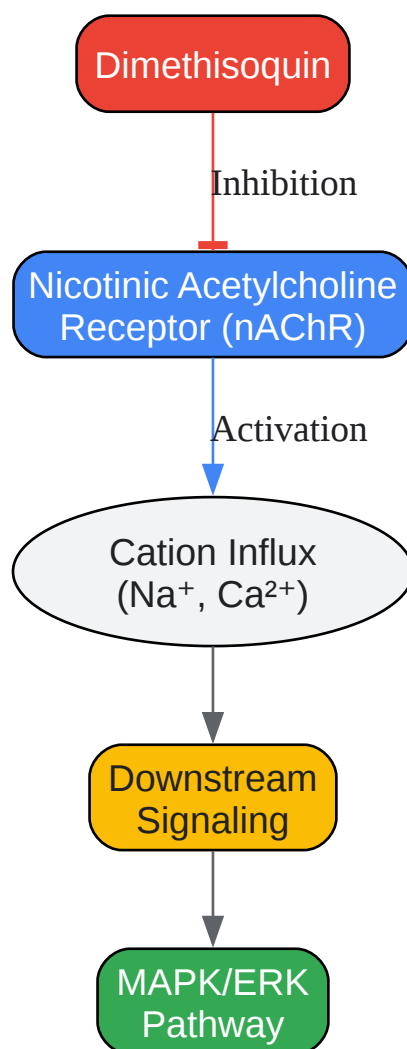 Dimethisoquin
Inhibition
Nicotinic Acetylcholine
Receptor (nAChR)
Activation
Cation Influx
(Na⁺, Ca²⁺)
Downstream
Signaling
MAPK/ERK
Pathway